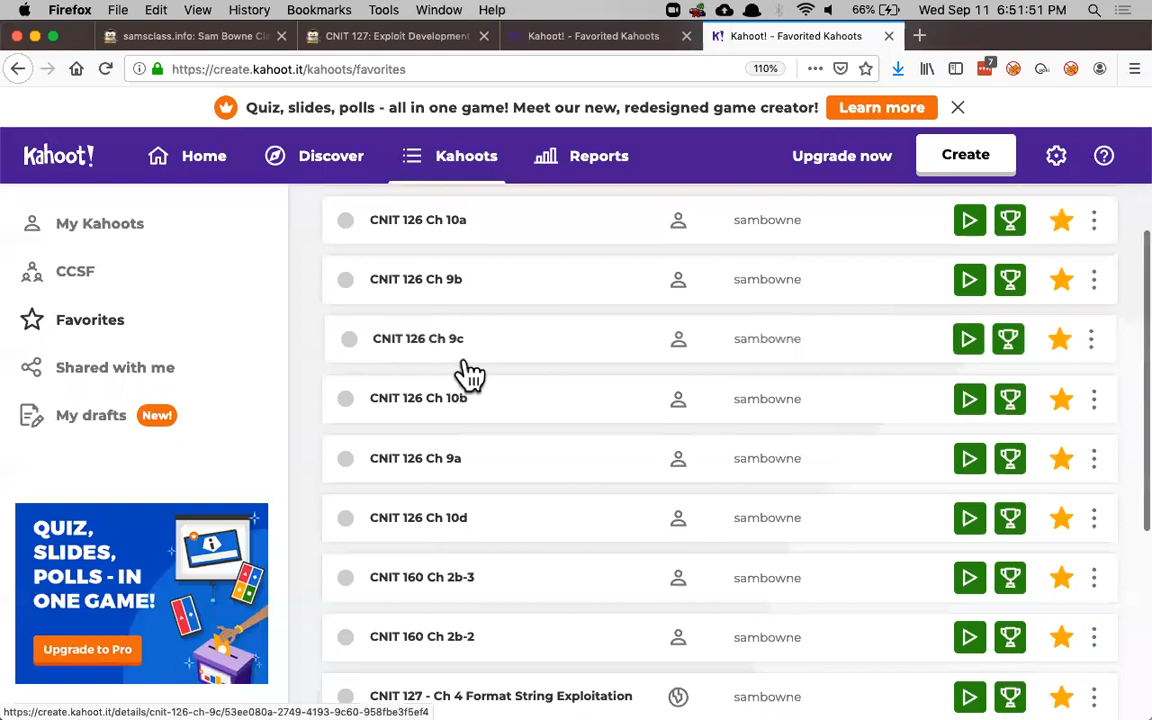 Firefox File Edit View History Bookmarks Tools Window Help 66% Wed Sep 11 6:51:51 PM
samsclass.info: Sam Bowne Cl CNIT 127: Exploit Development Kahoot! - Favorited Kahoots K! Kahoot! - Favorited Kahoots
https://create.kahoot.it/kahoots/favorites 110% 7
Quiz, slides, polls - all in one game! Meet our new, redesigned game creator! Learn more
Kahoot! Home Discover Kahoots Reports Upgrade now Create
My Kahoots
CCSF
Favorites
Shared with me
My drafts New!
CNIT 126 Ch 10a sambowne
CNIT 126 Ch 9b sambowne
CNIT 126 Ch 9c sambowne
CNIT 126 Ch 10b sambowne
CNIT 126 Ch 9a sambowne
CNIT 126 Ch 10d sambowne
CNIT 160 Ch 2b-3 sambowne
CNIT 160 Ch 2b-2 sambowne
CNIT 127 - Ch 4 Format String Exploitation sambowne
QUIZ,
SLIDES,
POLLS - IN
ONE GAME!
Upgrade to Pro
https://create.kahoot.it/details/cnit-126-ch-9c/53ee080a-2749-4193-9c60-958fbe3f5ef4